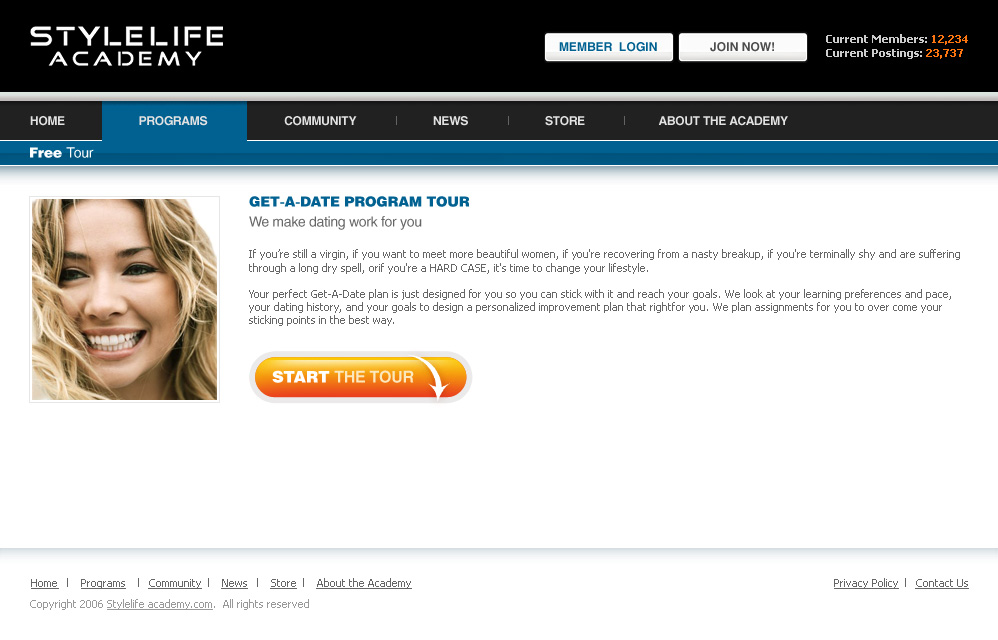 STYLELIFE
ACADEMY
MEMBER LOGIN
JOIN NOW!
Current Members: 12,234
Current Postings: 23,737
HOME
PROGRAMS
COMMUNITY
NEWS
STORE
ABOUT THE ACADEMY
Free Tour
GET-A-DATE PROGRAM TOUR
We make dating work for you
If you're still a virgin, if you want to meet more beautiful women, if you're recovering from a nasty breakup, if you're terminally shy and are suffering
through a long dry spell, orif you're a HARD CASE, it's time to change your lifestyle.
Your perfect Get-A-Date plan is just designed for you so you can stick with it and reach your goals. We look at your learning preferences and pace,
your dating history, and your goals to design a personalized improvement plan that rightfor you. We plan assignments for you to over come your
sticking points in the best way.
START THE TOUR
Home | Programs | Community | News | Store | About the Academy
Privacy Policy | Contact Us
Copyright 2006 Stylelife academy.com. All rights reserved